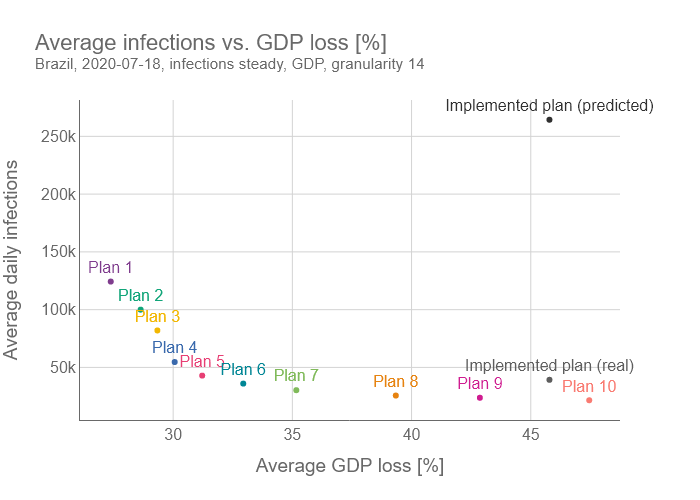 Average infections vs. GDP loss [%]
Brazil, 2020-07-18, infections steady, GDP, granularity 14
Implemented plan (predicted)
250k
200k
150k
100k
50k
Average daily infections
Plan 1
Plan 2
Plan 3
Plan 4
Plan 5
Plan 6
Plan 7
Plan 8
Plan 9
Implemented plan (real)
Plan 10
30
35
40
45
Average GDP loss [%]